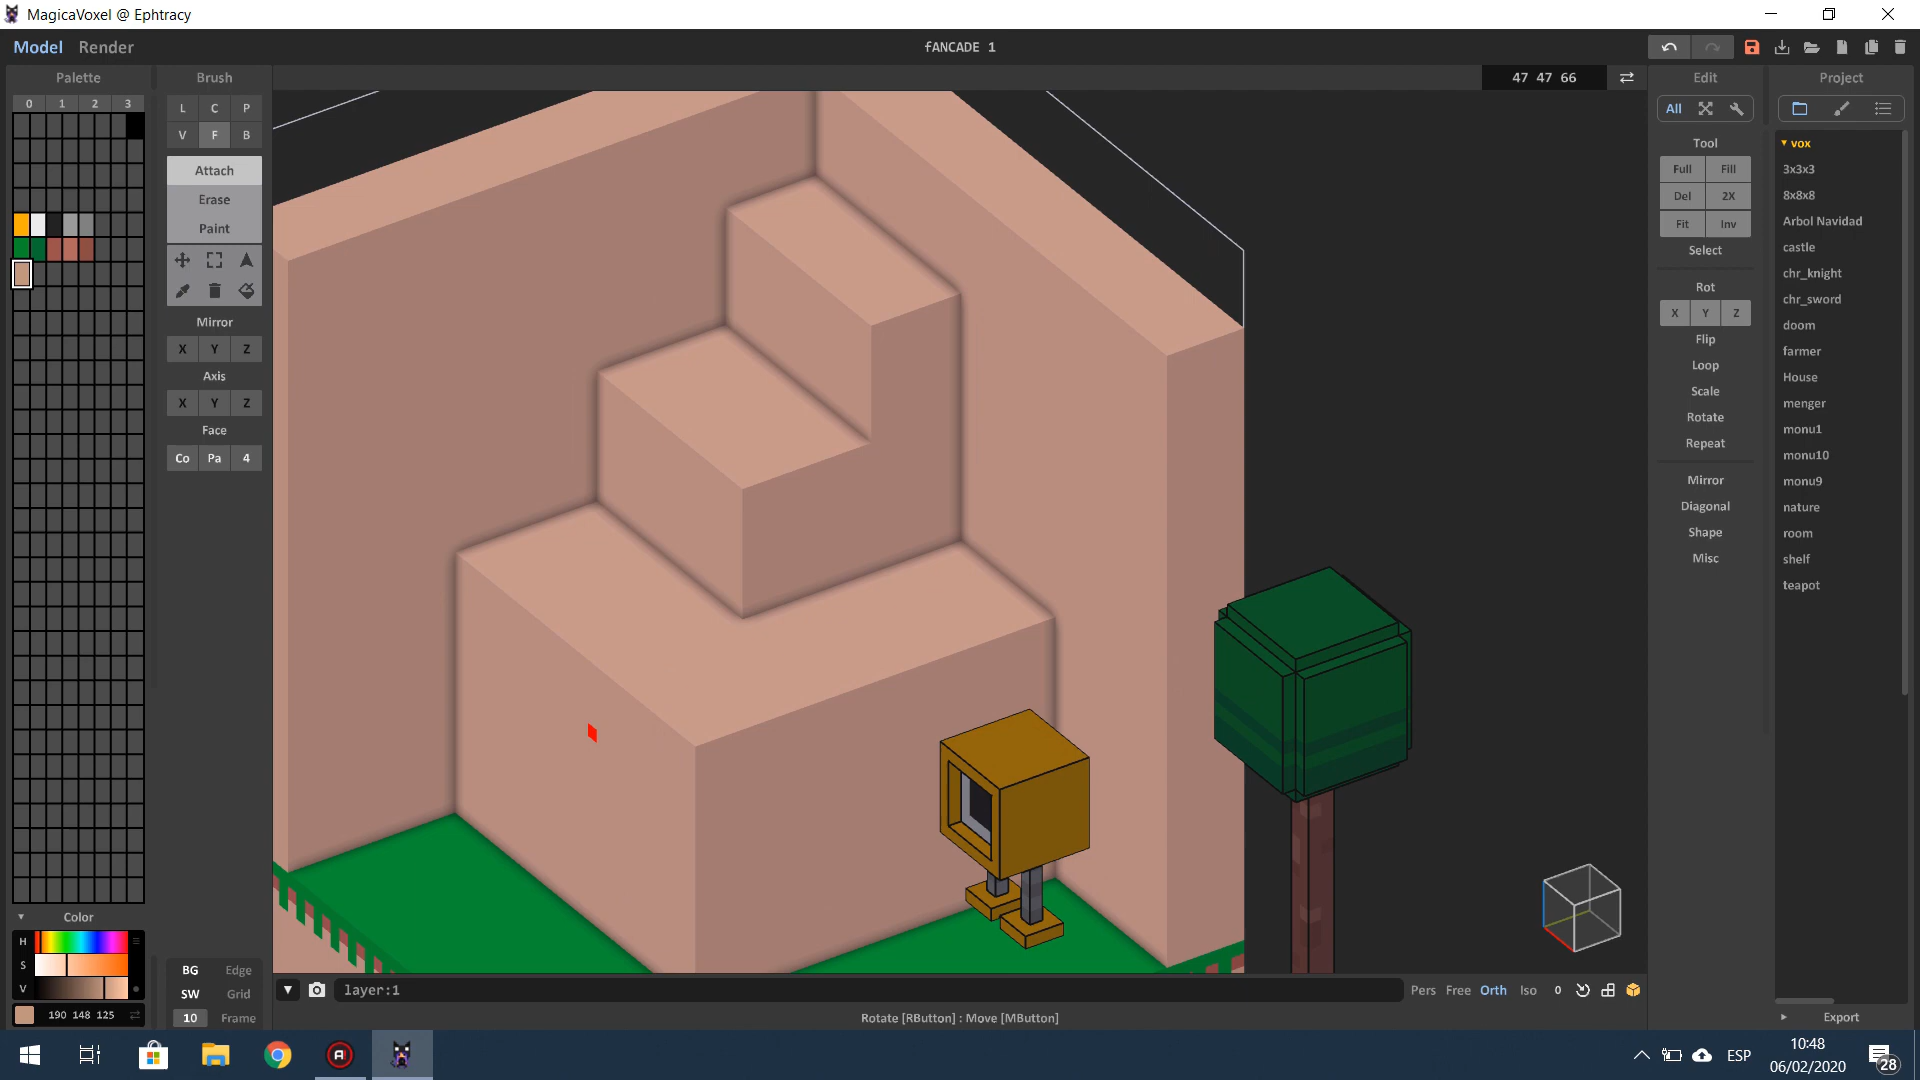 MagicaVoxel @ Ephtracy
Model Render
fANCADE 1
Palette
Brush
47 47 66
Edit
Project
0 1 2 3
L C P
V F B
Attach
Erase
Paint
Mirror
X Y Z
Axis
X Y Z
Face
Co Pa 4
All
Tool
Full Fill
Del 2X
Fit Inv
Select
Rot
X Y Z
Flip
Loop
Scale
Rotate
Repeat
Mirror
Diagonal
Shape
Misc
vox
3x3x3
8x8x8
Arbol Navidad
castle
chr_knight
chr_sword
doom
farmer
House
menger
monu1
monu10
monu9
nature
room
shelf
teapot
Color
H
S
V
190 148 125
BG Edge
SW Grid
10 Frame
layer:1
Pers Free Orth Iso 0
Rotate [RButton] : Move [MButton]
Export
ESP
10:48
06/02/2020
28